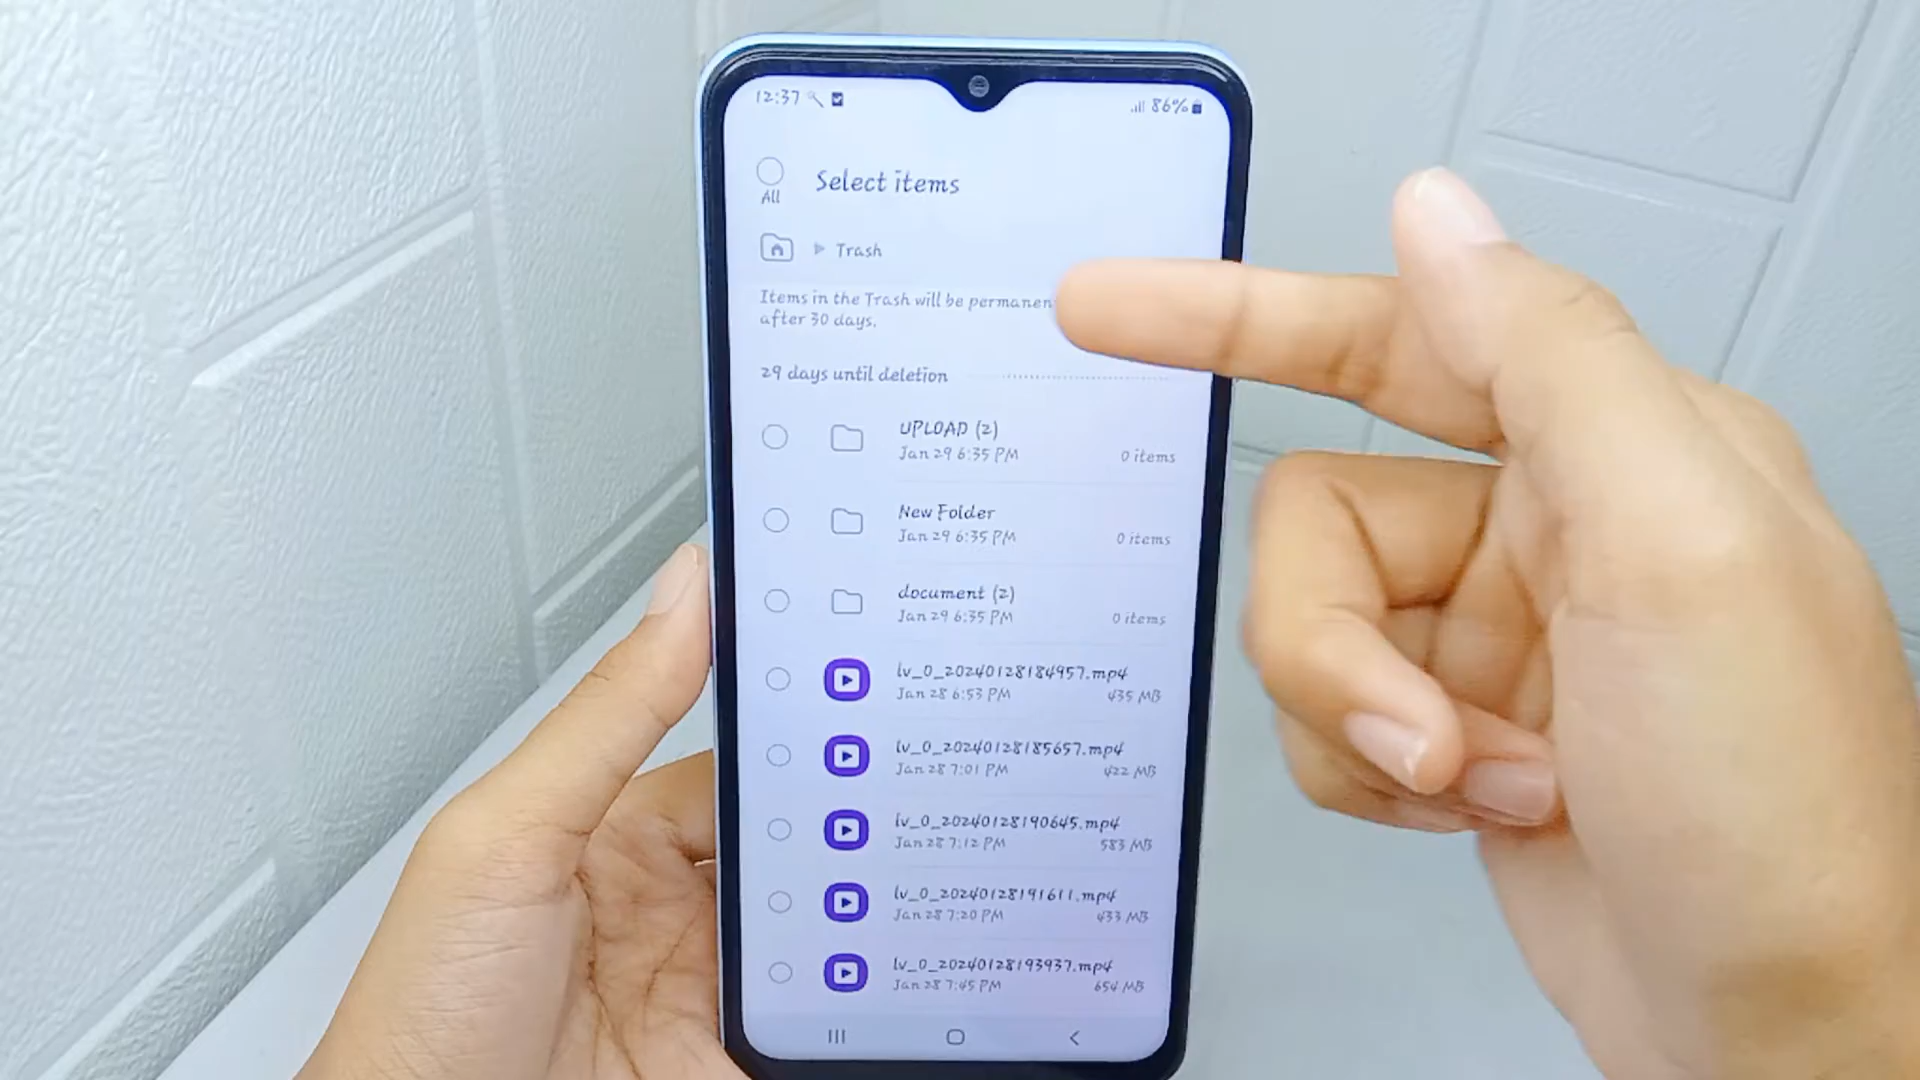 12:37
86%
Select items
All
Trash
Items in the Trash will be permanen
after 30 days.
29 days until deletion
UPLOAD (2)
Jan 29 6:35 PM
0 items
New Folder
Jan 29 6:35 PM
0 items
document (2)
Jan 29 6:35 PM
0 items
lv_0_20240128184957.mp4
Jan 28 6:53 PM
435 MB
lv_0_20240128185657.mp4
Jan 28 7:01 PM
422 MB
lv_0_20240128190645.mp4
Jan 28 7:12 PM
583 MB
lv_0_20240128191611.mp4
Jan 28 7:20 PM
433 MB
lv_0_20240128193937.mp4
Jan 28 7:45 PM
654 MB